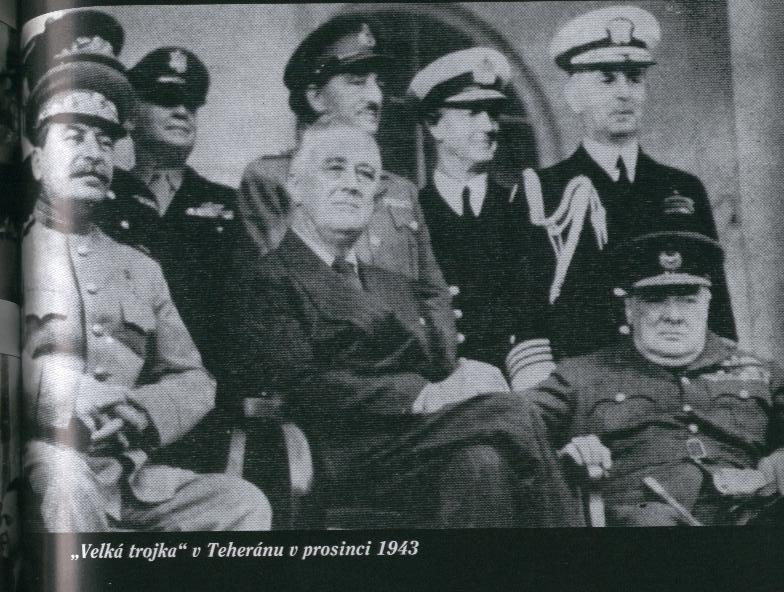 „Velká trojka“ v Teheránu v prosinci 1943